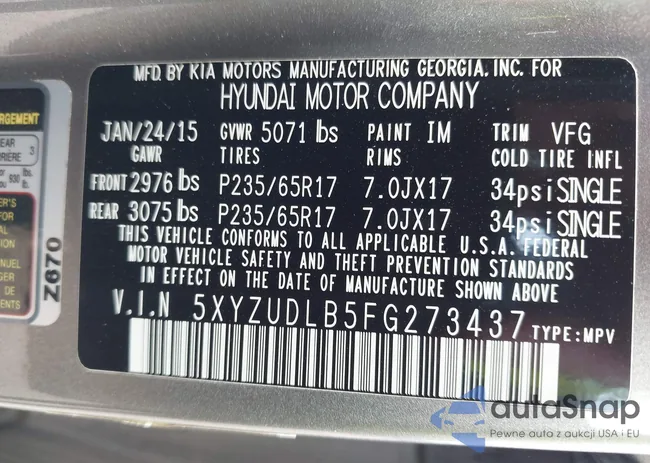 MFD. BY KIA MOTORS MANUFACTURING GEORGIA, INC. FOR
HYUNDAI MOTOR COMPANY
JAN/24/15 GVWR 5071 lbs PAINT IM TRIM VFG
GAWR TIRES RIMS COLD TIRE INFL
FRONT 2976 lbs P235/65R17 7.0JX17 34psi SINGLE
REAR 3075 lbs P235/65R17 7.0JX17 34psi SINGLE
THIS VEHICLE CONFORMS TO ALL APPLICABLE U.S.A. FEDERAL
MOTOR VEHICLE SAFETY AND THEFT PREVENTION STANDARDS
IN EFFECT ON THE DATE OF MANUFACTURE SHOWN ABOVE
V.I.N 5XYZUDLB5FG273437 TYPE:MPV
Z670
autaSnap
Pewne auto z aukcji USA i EU